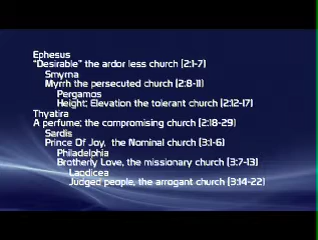 Ephesus
"Desirable" the ardor less church (2:1-7)
Smyrna
Myrrh the persecuted church (2:8-11)
Pergamos
Height; Elevation the tolerant church (2:12-17)
Thyatira
A perfume; the compromising church (2:18-29)
Sardis
Prince Of Joy,  the Nominal church (3:1-6)
Philadelphia
Brotherly Love, the missionary church (3:7-13)
Laodicea
Judged people, the arrogant church (3:14-22)